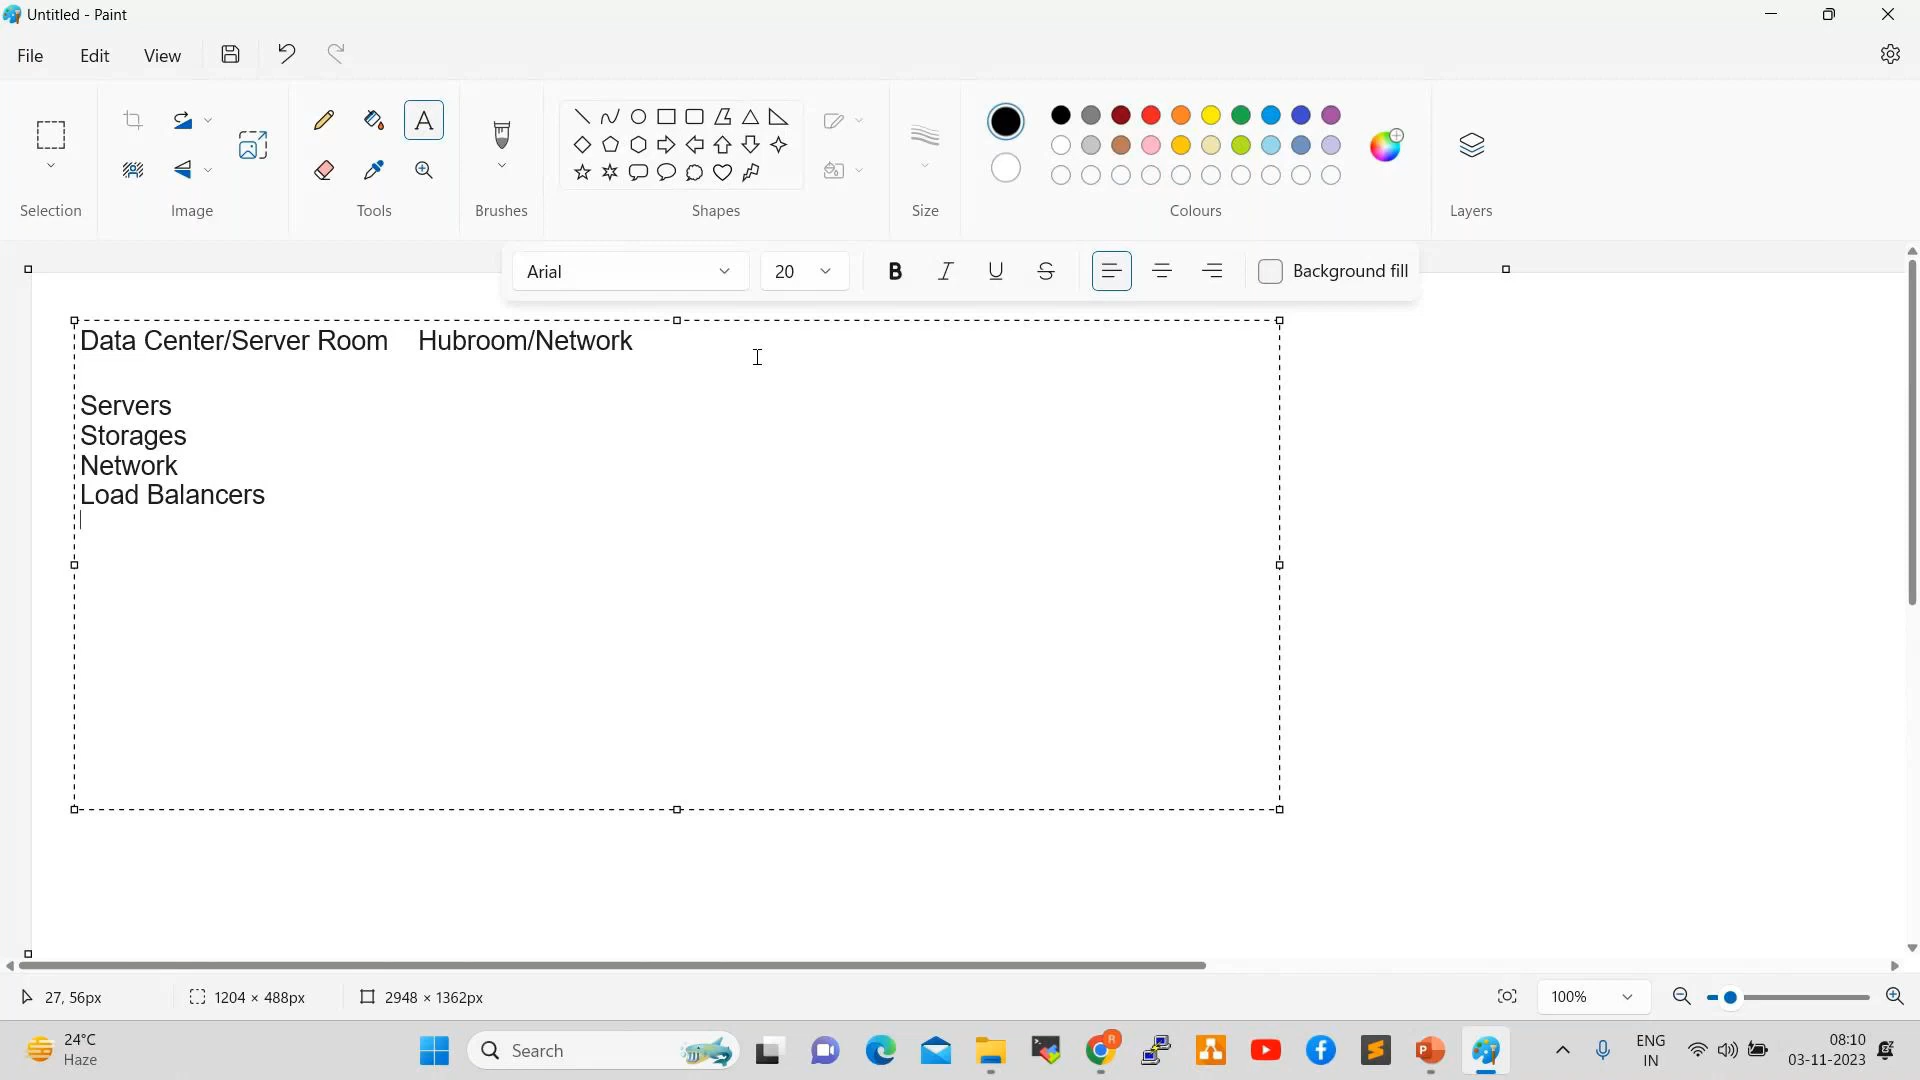 Untitled - Paint
File Edit View
Selection Image Tools Brushes Shapes Size Colours Layers
Arial 20 B I U S Background fill
Data Center/Server Room Hubroom/Network
Servers
Storages
Network
Load Balancers
27, 56px 1204 × 488px 2948 × 1362px 100%
24°C
Haze
Search
ENG
IN
08:10
03-11-2023